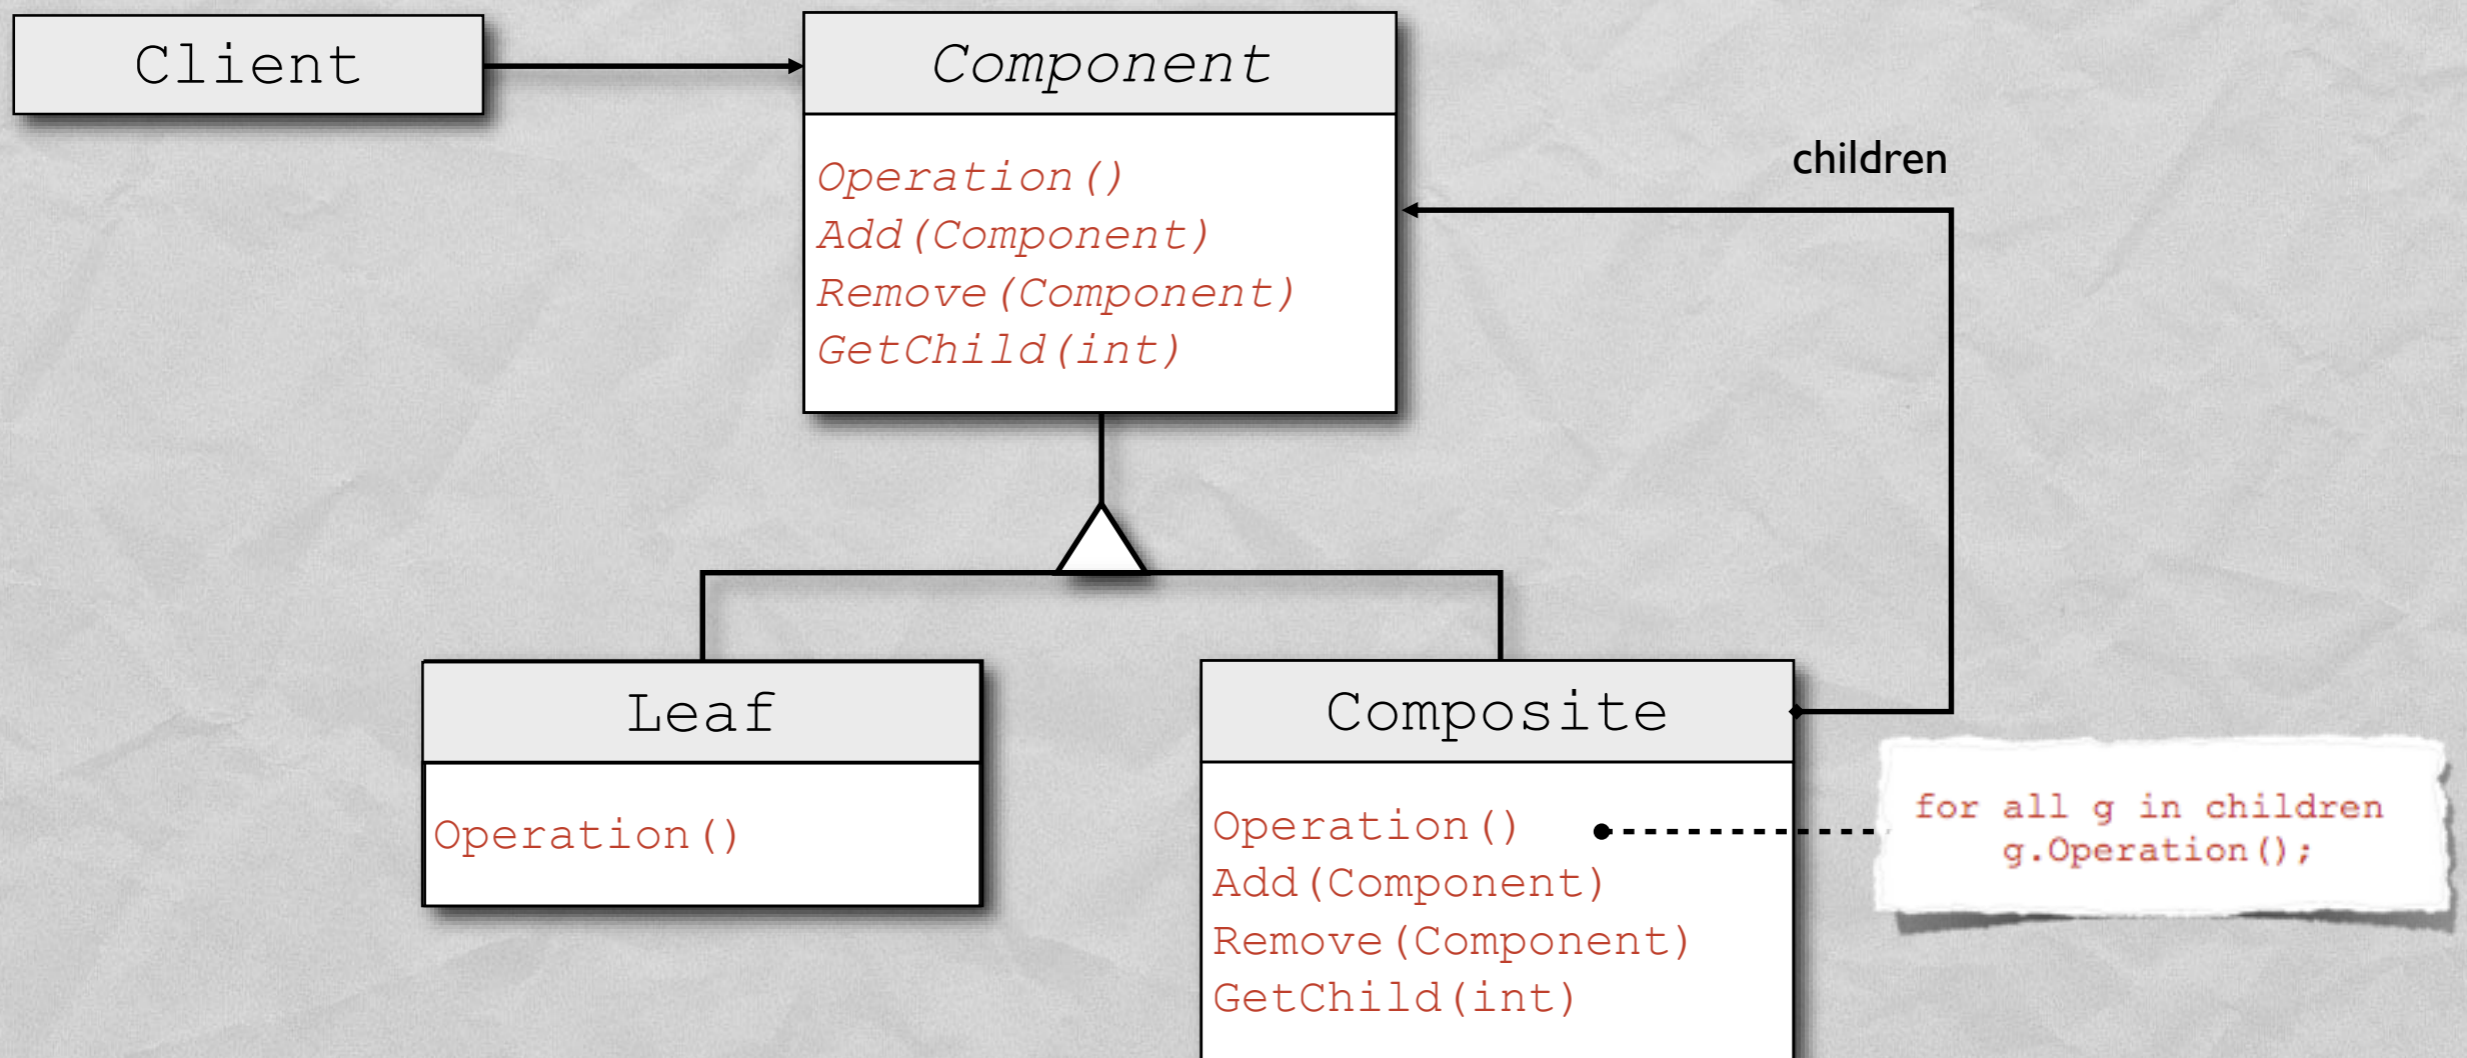 Client
Component
Operation()
Add(Component)
Remove(Component)
GetChild(int)
children
Leaf
Operation()
Composite
Operation()
Add(Component)
Remove(Component)
GetChild(int)
for all g in children
g.Operation();